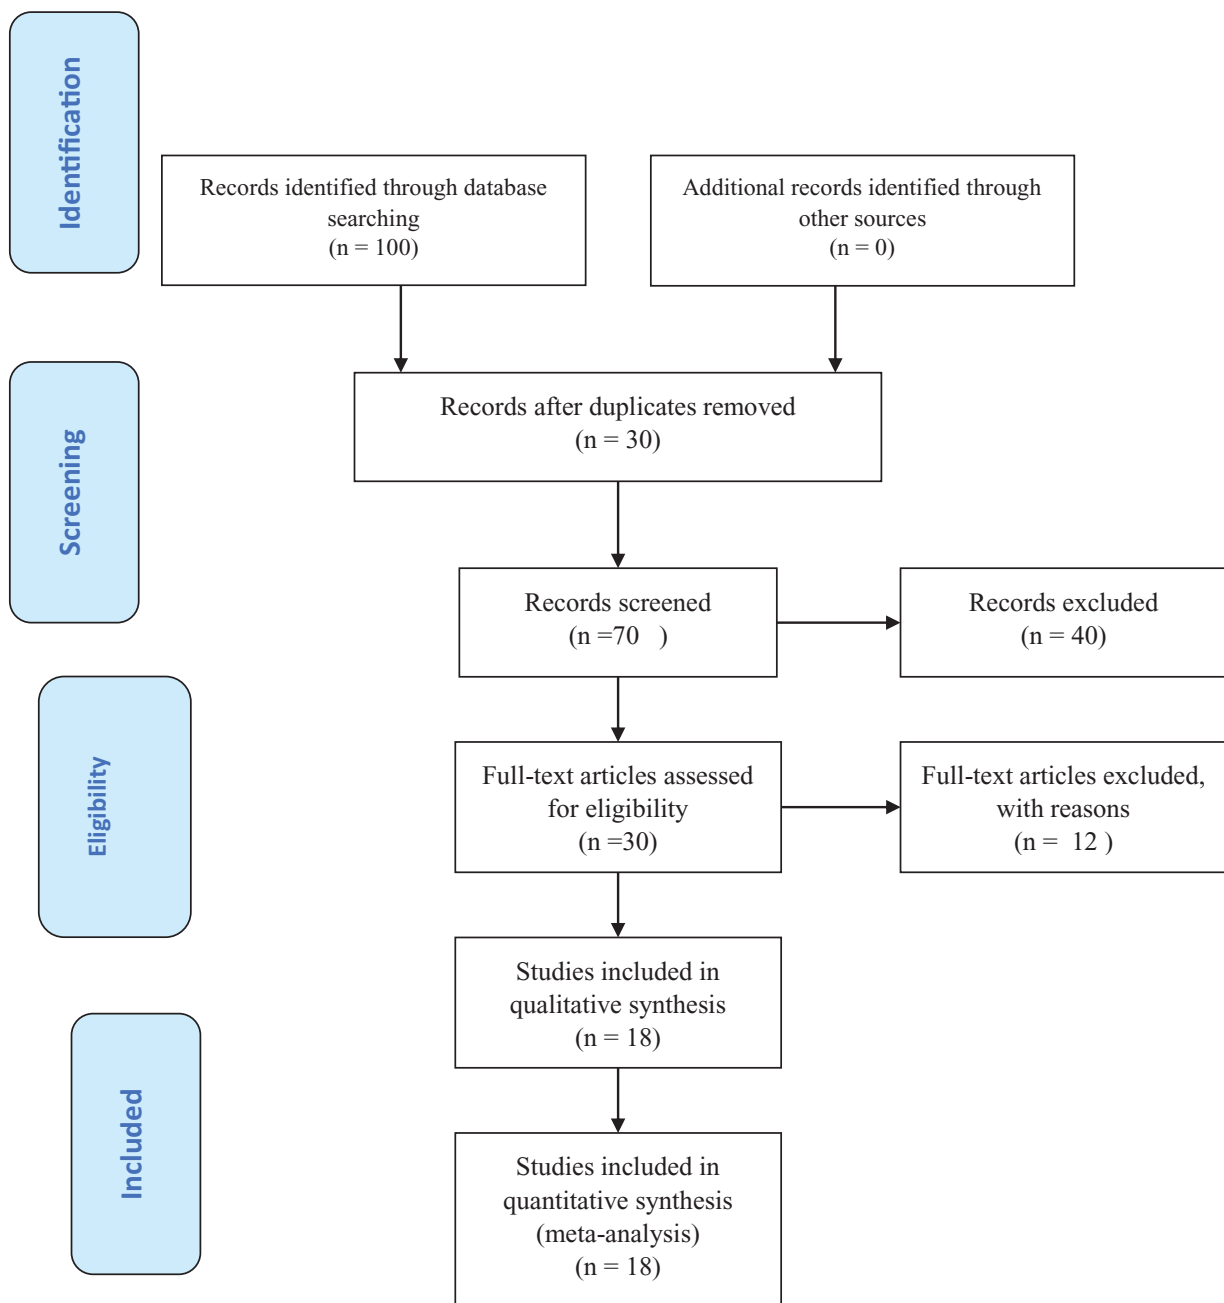 Identification
Records identified through database
searching
(n = 100)
Additional records identified through
other sources
(n = 0)
Screening
Records after duplicates removed
(n = 30)
Records screened
(n =70   )
Records excluded
(n = 40)
Eligibility
Full-text articles assessed
for eligibility
(n =30)
Full-text articles excluded,
with reasons
(n =  12 )
Studies included in
qualitative synthesis
(n = 18)
Included
Studies included in
quantitative synthesis
(meta-analysis)
(n = 18)